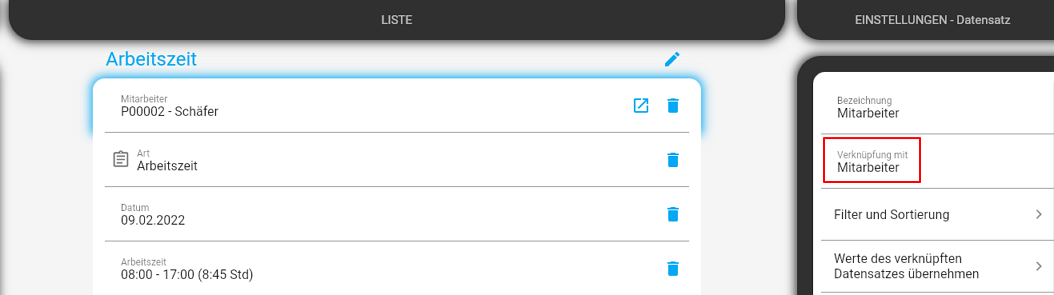 LISTE
EINSTELLUNGEN - Datensatz
Arbeitszeit
Mitarbeiter
P00002 - Schäfer
Art
Arbeitszeit
Datum
09.02.2022
Arbeitszeit
08:00 - 17:00 (8:45 Std)
Bezeichnung
Mitarbeiter
Verknüpfung mit
Mitarbeiter
Filter und Sortierung
Werte des verknüpften
Datensatzes übernehmen